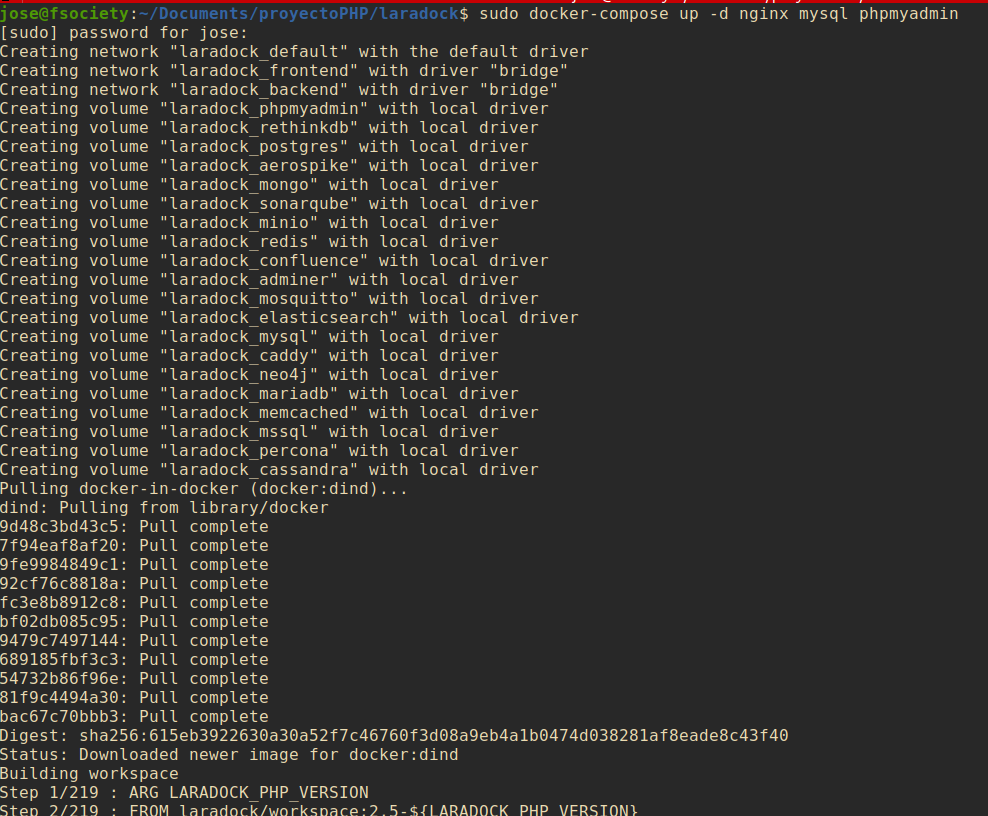 jose@fsociety:~/Documents/proyectoPHP/laradock$ sudo docker-compose up -d nginx mysql phpmyadmin
[sudo] password for jose:
Creating network "laradock_default" with the default driver
Creating network "laradock_frontend" with driver "bridge"
Creating network "laradock_backend" with driver "bridge"
Creating volume "laradock_phpmyadmin" with local driver
Creating volume "laradock_rethinkdb" with local driver
Creating volume "laradock_postgres" with local driver
Creating volume "laradock_aerospike" with local driver
Creating volume "laradock_mongo" with local driver
Creating volume "laradock_sonarqube" with local driver
Creating volume "laradock_minio" with local driver
Creating volume "laradock_redis" with local driver
Creating volume "laradock_confluence" with local driver
Creating volume "laradock_adminer" with local driver
Creating volume "laradock_mosquitto" with local driver
Creating volume "laradock_elasticsearch" with local driver
Creating volume "laradock_mysql" with local driver
Creating volume "laradock_caddy" with local driver
Creating volume "laradock_neo4j" with local driver
Creating volume "laradock_mariadb" with local driver
Creating volume "laradock_memcached" with local driver
Creating volume "laradock_mssql" with local driver
Creating volume "laradock_percona" with local driver
Creating volume "laradock_cassandra" with local driver
Pulling docker-in-docker (docker:dind)...
dind: Pulling from library/docker
9d48c3bd43c5: Pull complete
7f94eaf8af20: Pull complete
9fe9984849c1: Pull complete
92cf76c8818a: Pull complete
fc3e8b8912c8: Pull complete
bf02db085c95: Pull complete
9479c7497144: Pull complete
689185fbf3c3: Pull complete
54732b86f96e: Pull complete
81f9c4494a30: Pull complete
bac67c70bbb3: Pull complete
Digest: sha256:615eb3922630a30a52f7c46760f3d08a9eb4a1b0474d038281af8eade8c43f40
Status: Downloaded newer image for docker:dind
Building workspace
Step 1/219 : ARG LARADOCK_PHP_VERSION
Step 2/219 : FROM laradock/workspace:2.5-${LARADOCK_PHP_VERSION}